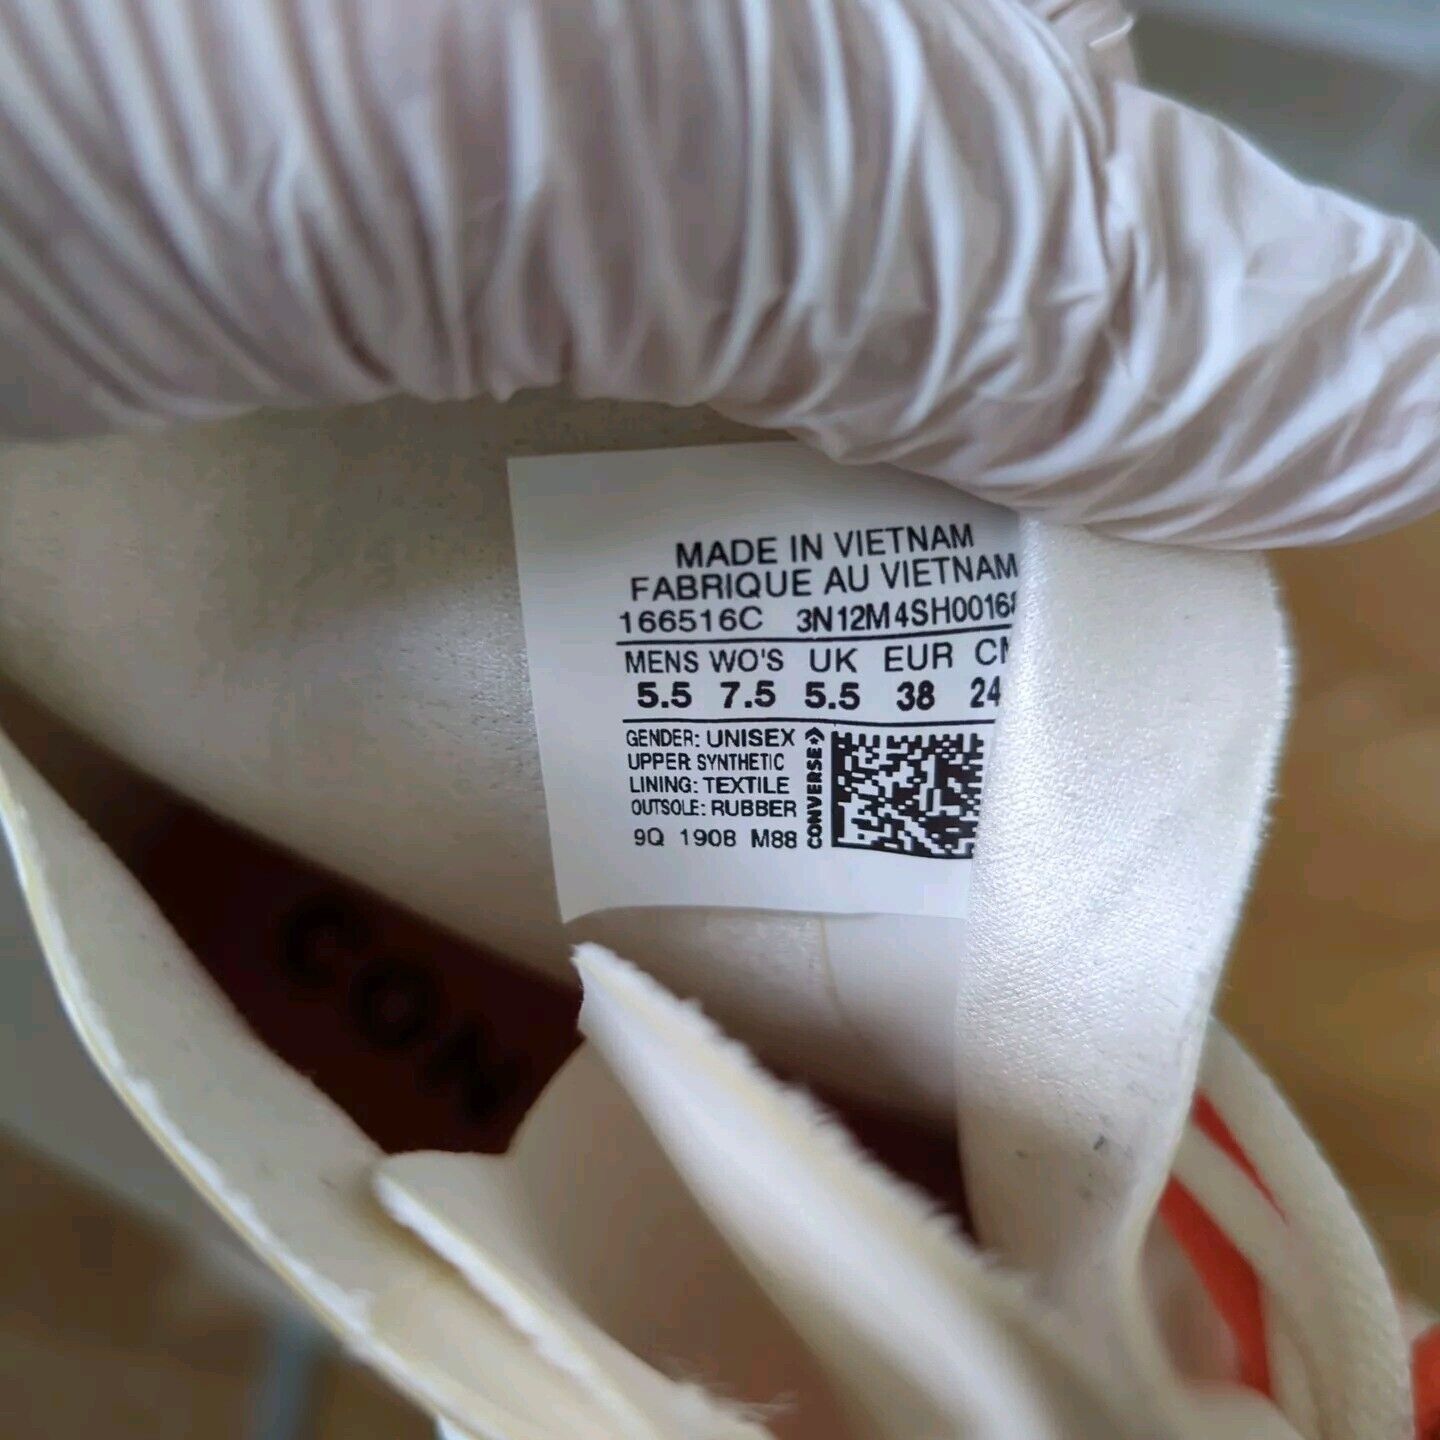 MADE IN VIETNAM
FABRIQUE AU VIETNAM
166516C 3N12M4SH00168
MENS WO'S UK EUR CM
5.5 7.5 5.5 38 24
GENDER: UNISEX
UPPER SYNTHETIC
LINING: TEXTILE
OUTSOLE: RUBBER
9Q 1908 M88
CONVERSE
CON